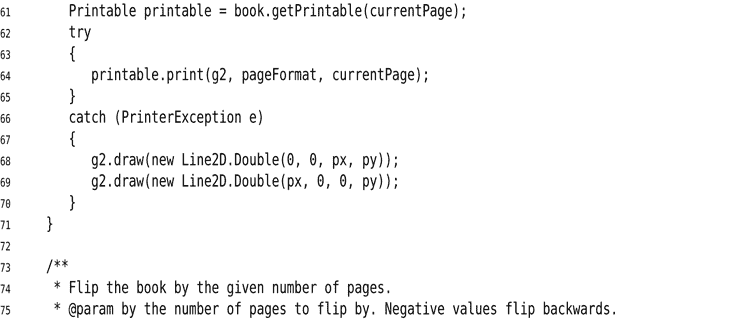 61 Printable printable = book.getPrintable(currentPage);
62 try
63 {
64 printable.print(g2, pageFormat, currentPage);
65 }
66 catch (PrinterException e)
67 {
68 g2.draw(new Line2D.Double(0, 0, px, py));
69 g2.draw(new Line2D.Double(px, 0, 0, py));
70 }
71 }
72
73 /**
74 * Flip the book by the given number of pages.
75 * @param by the number of pages to flip by. Negative values flip backwards.